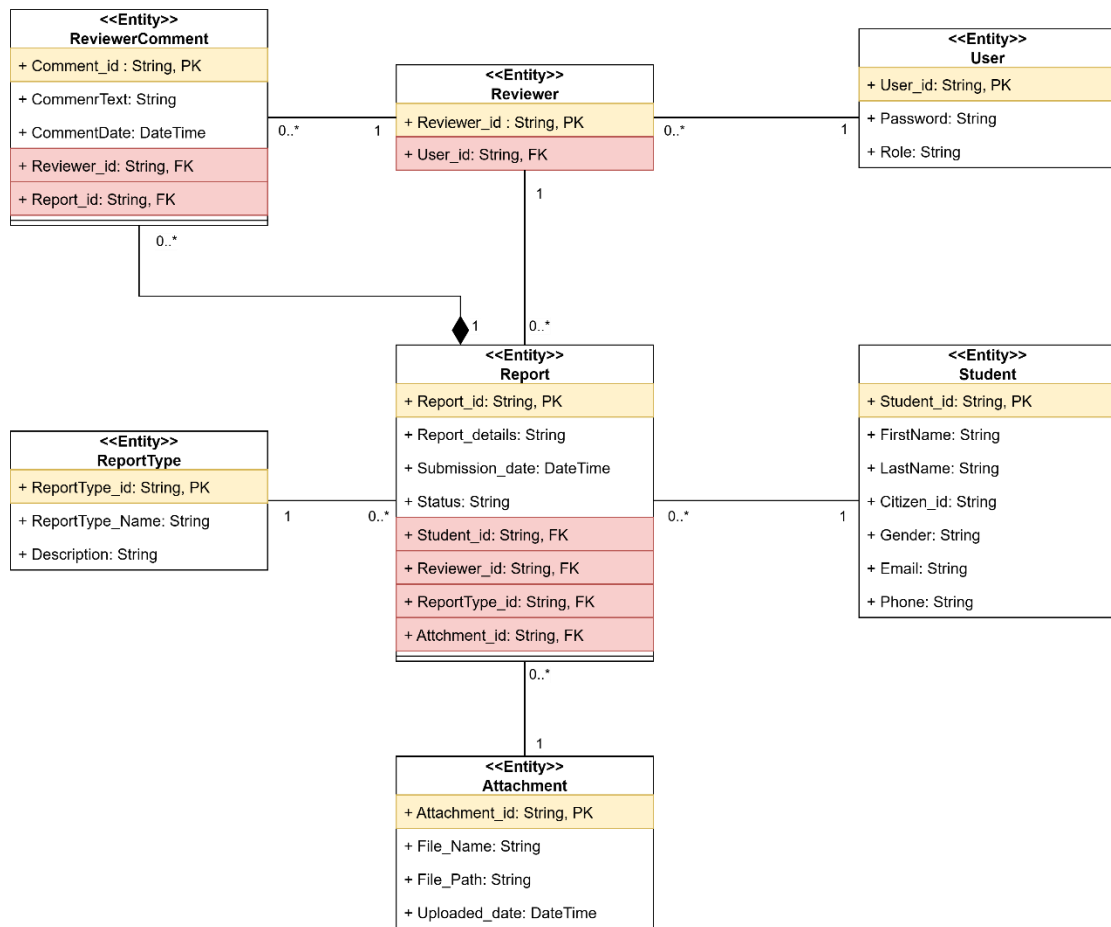 <<Entity>>
ReviewerComment
+ Comment_id : String, PK
+ CommenrText: String
+ CommentDate: DateTime
+ Reviewer_id: String, FK
+ Report_id: String, FK
0..*
1
<<Entity>>
Reviewer
+ Reviewer_id : String, PK
+ User_id: String, FK
0..*
1
<<Entity>>
User
+ User_id: String, PK
+ Password: String
+ Role: String
0..*
1
1
0..*
<<Entity>>
Report
+ Report_id: String, PK
+ Report_details: String
+ Submission_date: DateTime
+ Status: String
+ Student_id: String, FK
+ Reviewer_id: String, FK
+ ReportType_id: String, FK
+ Attchment_id: String, FK
<<Entity>>
ReportType
+ ReportType_id: String, PK
+ ReportType_Name: String
+ Description: String
1
0..*
0..*
1
<<Entity>>
Student
+ Student_id: String, PK
+ FirstName: String
+ LastName: String
+ Citizen_id: String
+ Gender: String
+ Email: String
+ Phone: String
0..*
1
<<Entity>>
Attachment
+ Attachment_id: String, PK
+ File_Name: String
+ File_Path: String
+ Uploaded_date: DateTime